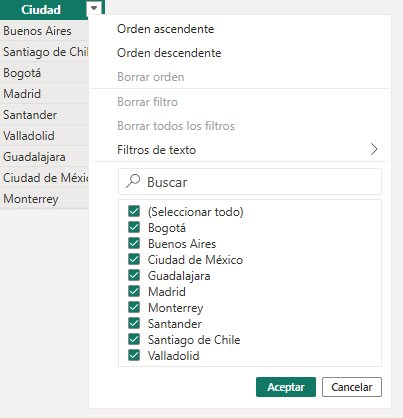 Ciudad
Buenos Aires
Santiago de Chil
Bogotá
Madrid
Santander
Valladolid
Guadalajara
Ciudad de Méxic
Monterrey
Orden ascendente
Orden descendente
Borrar orden
Borrar filtro
Borrar todos los filtros
Filtros de texto
Buscar
(Seleccionar todo)
Bogotá
Buenos Aires
Ciudad de México
Guadalajara
Madrid
Monterrey
Santander
Santiago de Chile
Valladolid
Aceptar Cancelar